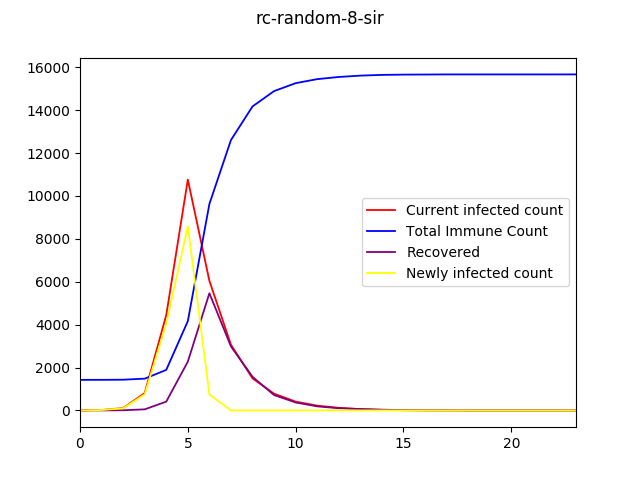 rc-random-8-sir
16000
14000
12000
10000
8000
6000
4000
2000
0
Current infected count
Total Immune Count
Recovered
Newly infected count
0 5 10 15 20